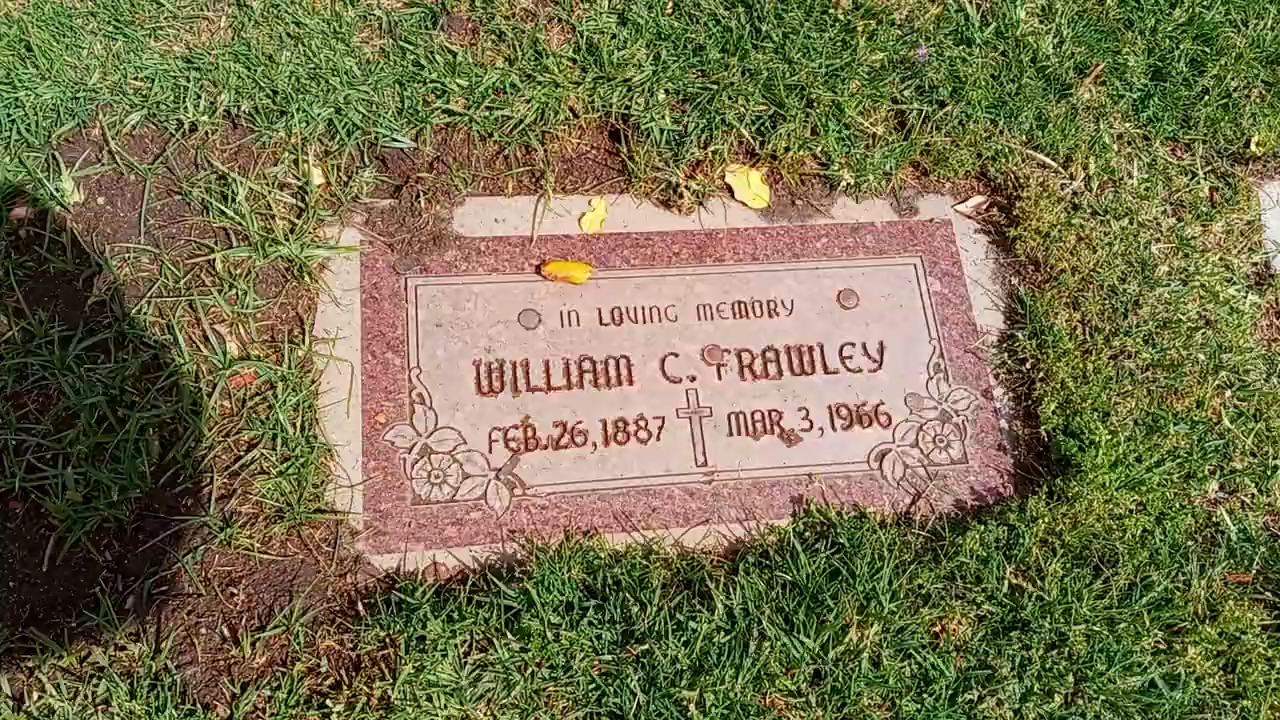 IN LOVING MEMORY
WILLIAM C. FRAWLEY
FEB. 26, 1887 MAR. 3, 1966